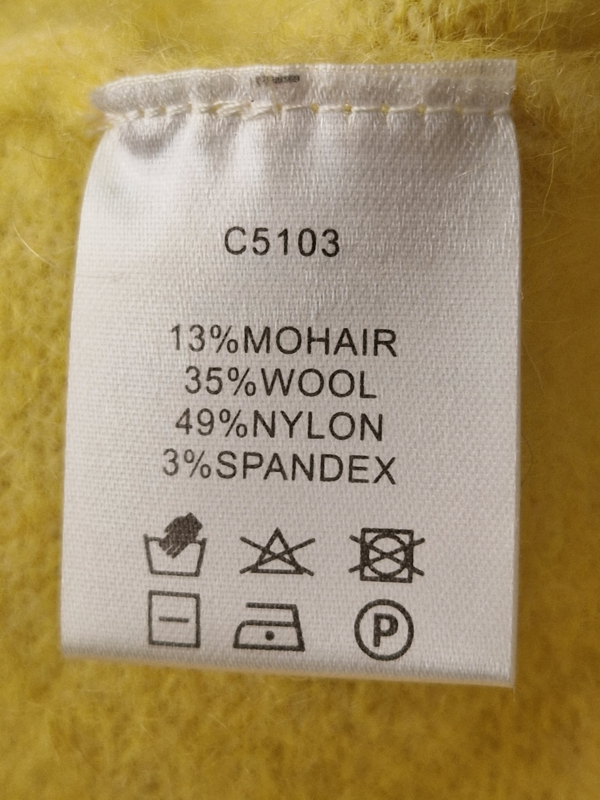 C5103
13%MOHAIR
35%WOOL
49%NYLON
3%SPANDEX
P